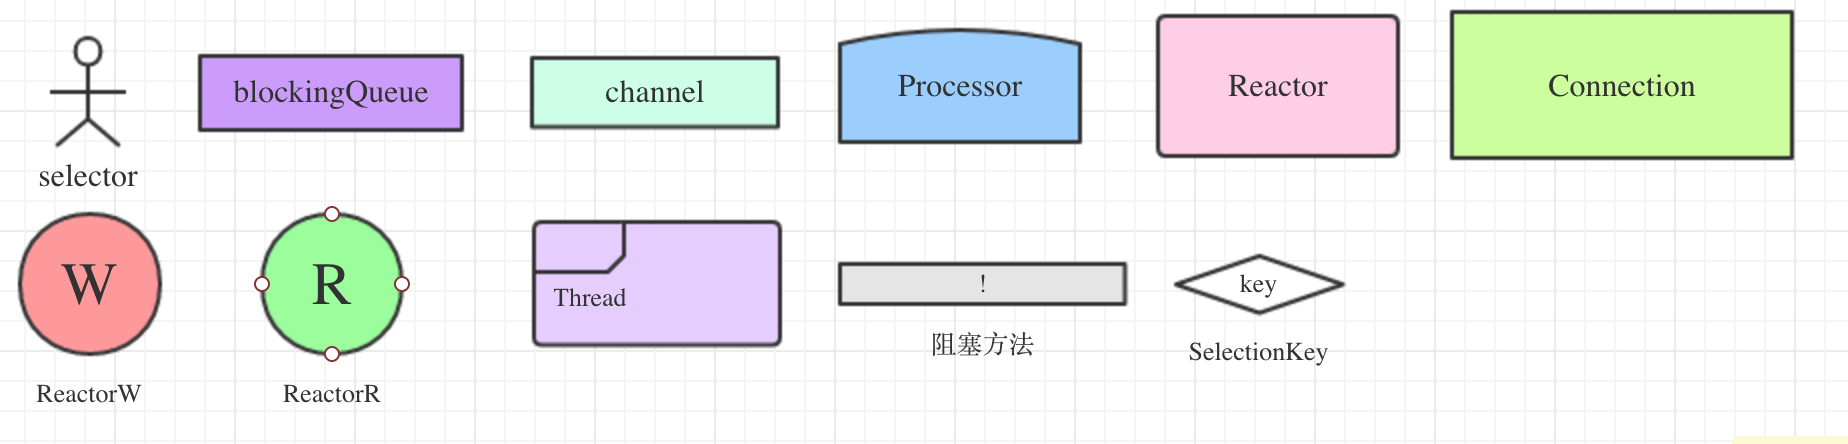 selector
blockingQueue
channel
Processor
Reactor
Connection
W
ReactorW
R
ReactorR
Thread
!
阻塞方法
key
SelectionKey